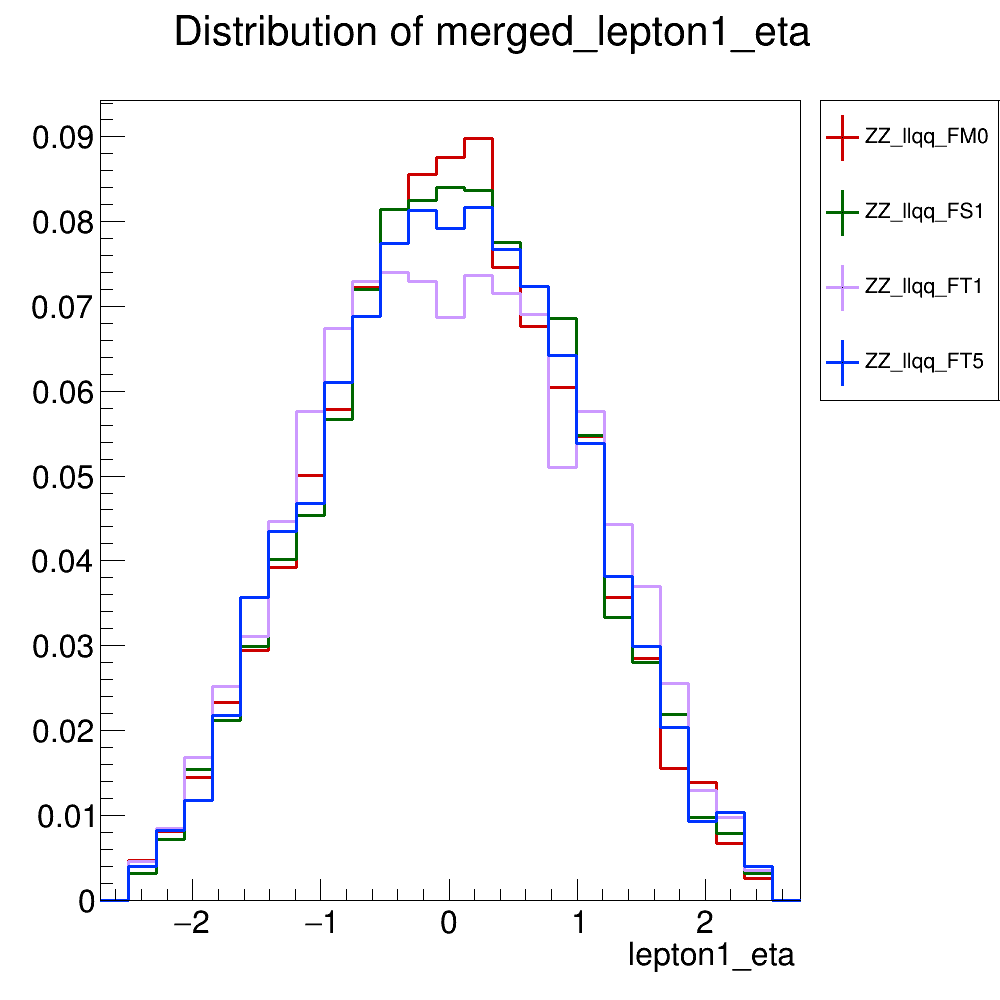 Distribution of merged_lepton1_eta
0.09
0.08
0.07
0.06
0.05
0.04
0.03
0.02
0.01
0
−2
−1
0
1
2
lepton1_eta
ZZ_llqq_FM0
ZZ_llqq_FS1
ZZ_llqq_FT1
ZZ_llqq_FT5